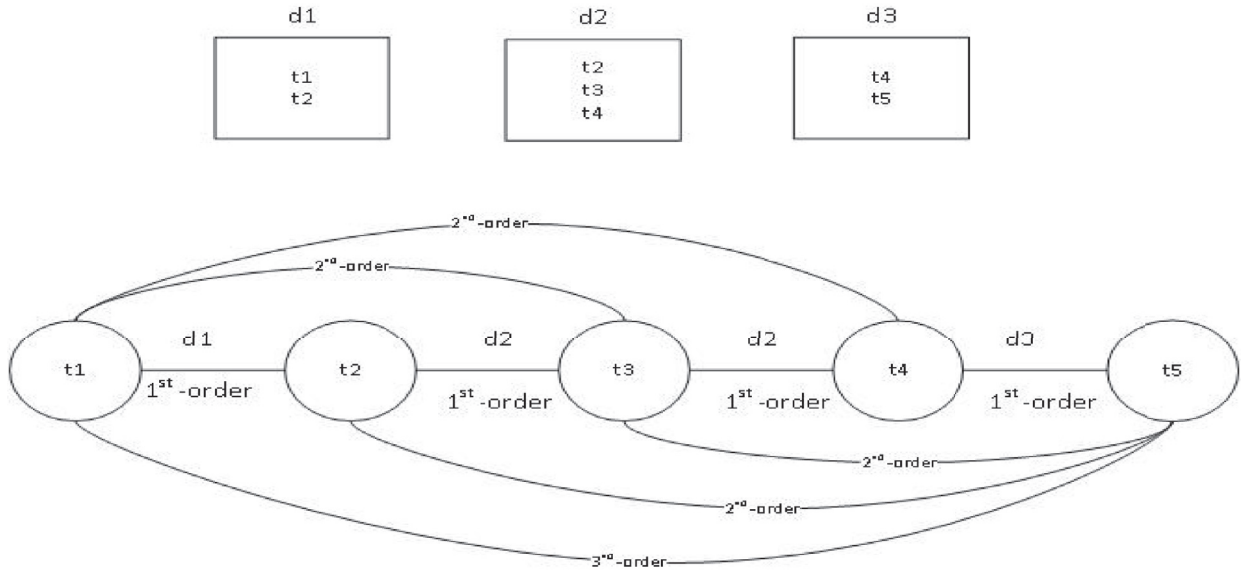 d1
d2
d3
t1
t2
t2
t3
t4
t4
t5
2nd-order
2nd-order
d1
d2
d2
d3
t1
t2
t3
t4
t5
1st-order
1st-order
1st-order
1st-order
2nd-order
2nd-order
3rd-order